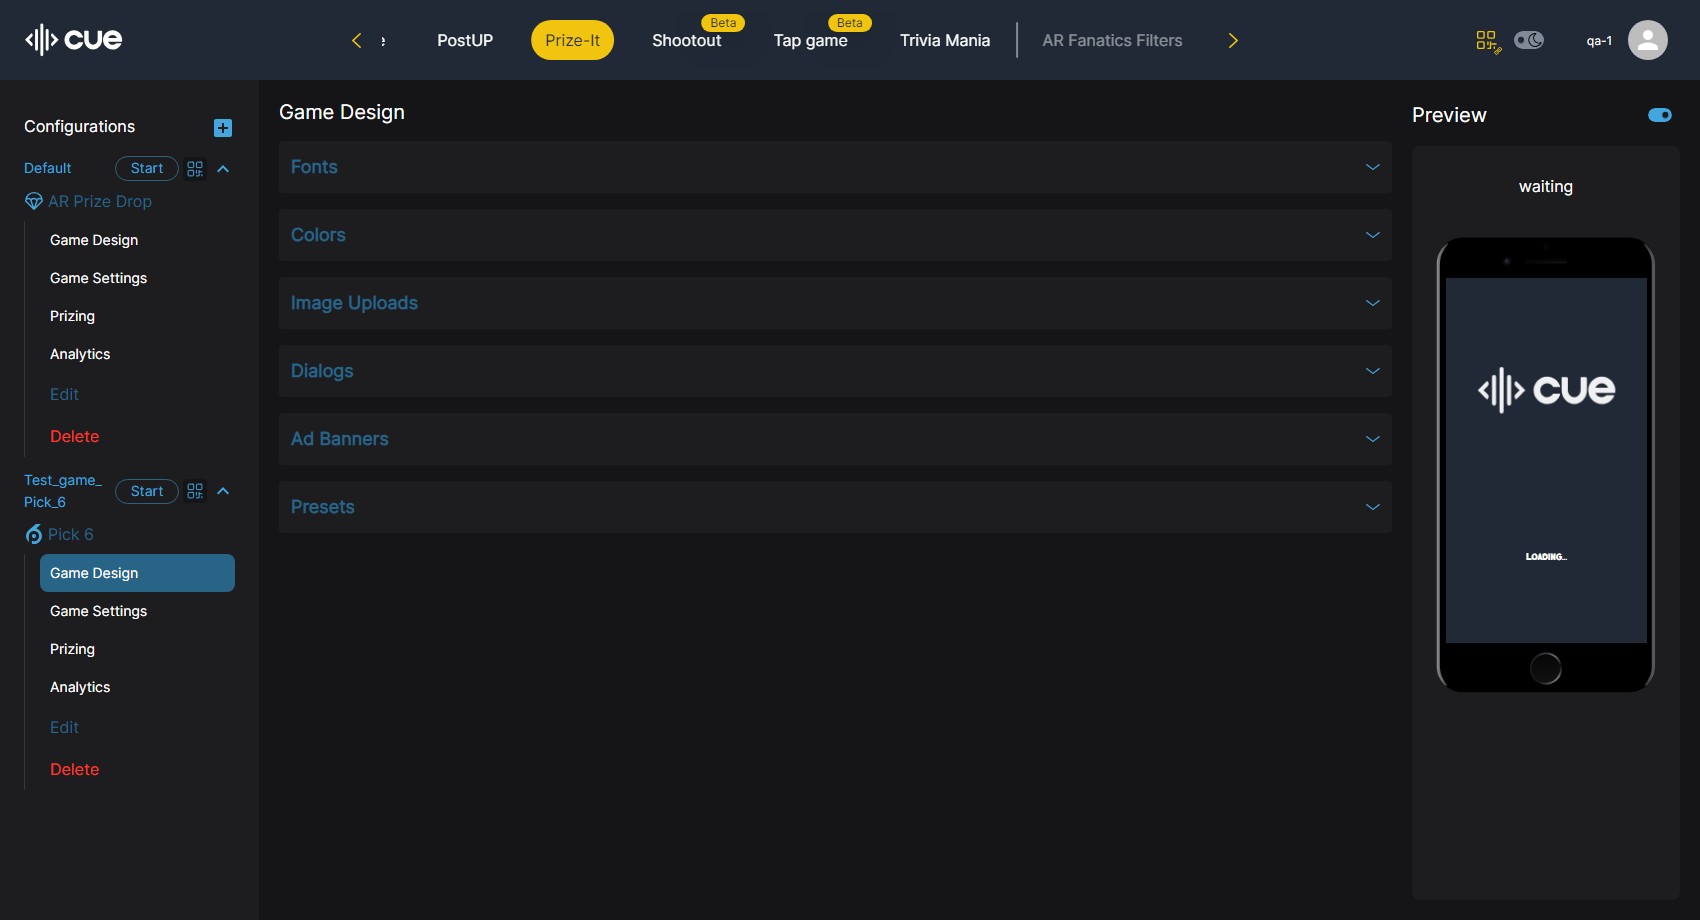 cue
PostUP
Prize-It
Shootout
Beta
Tap game
Beta
Trivia Mania
AR Fanatics Filters
qa-1
Configurations
Default
Start
AR Prize Drop
Game Design
Game Settings
Prizing
Analytics
Edit
Delete
Test_game_
Pick_6
Start
Pick 6
Game Design
Game Settings
Prizing
Analytics
Edit
Delete
Game Design
Fonts
Colors
Image Uploads
Dialogs
Ad Banners
Presets
Preview
waiting
cue
LOADING...